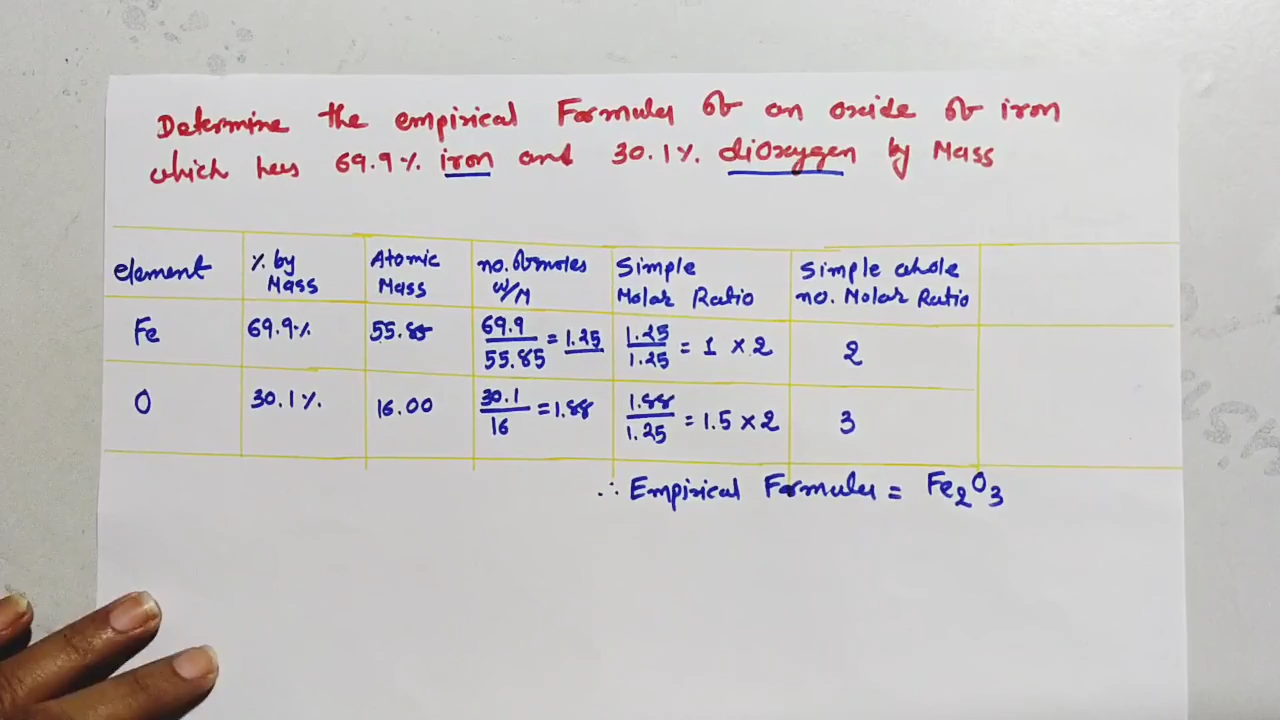 Determine the empirical Formula of an oxide of iron
which has 69.9% iron and 30.1% dioxygen by Mass
element
% by
Mass
Atomic
Mass
no. of moles
w/M
Simple
Molar Ratio
Simple whole
no. Molar Ratio
Fe
69.9%
55.85
69.9/55.85 = 1.25
1.25/1.25 = 1 × 2
2
O
30.1%.
16.00
30.1/16 = 1.88
1.88/1.25 = 1.5 × 2
3
∴ Empirical Formula = Fe₂O₃